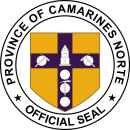 PROVINCE OF CAMARINES NORTE
OFFICIAL SEAL